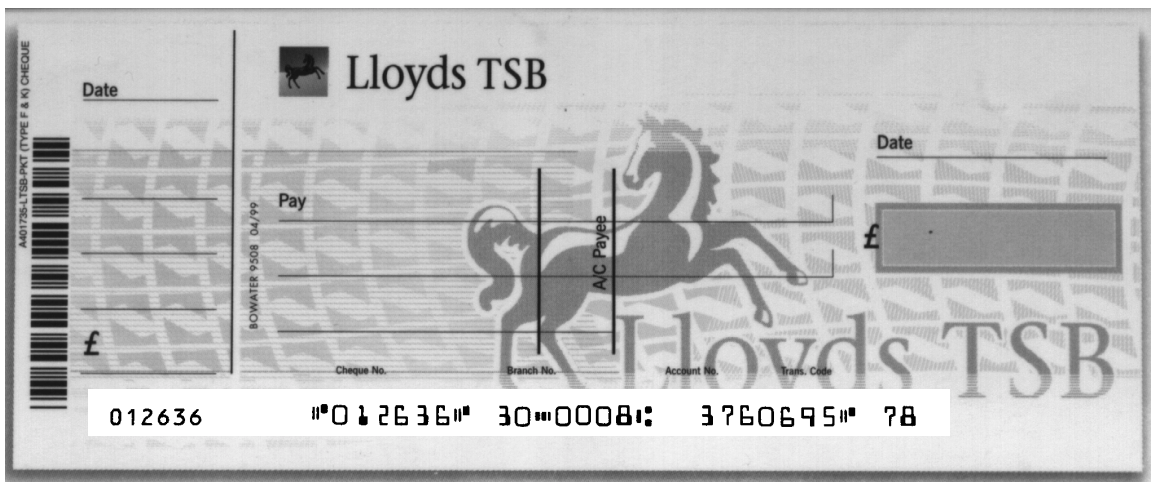 A401735-LTSB-PKT (TYPE F & K) CHEQUE
Date
£
012636
Lloyds TSB
Date
BOWATER 9508 04/99
Pay
A/C Payee
£
Lloyds TSB
Cheque No. Branch No. Account No. Trans. Code
⑈012636⑈ 30⑉0008⑆ 3760695⑈ 78